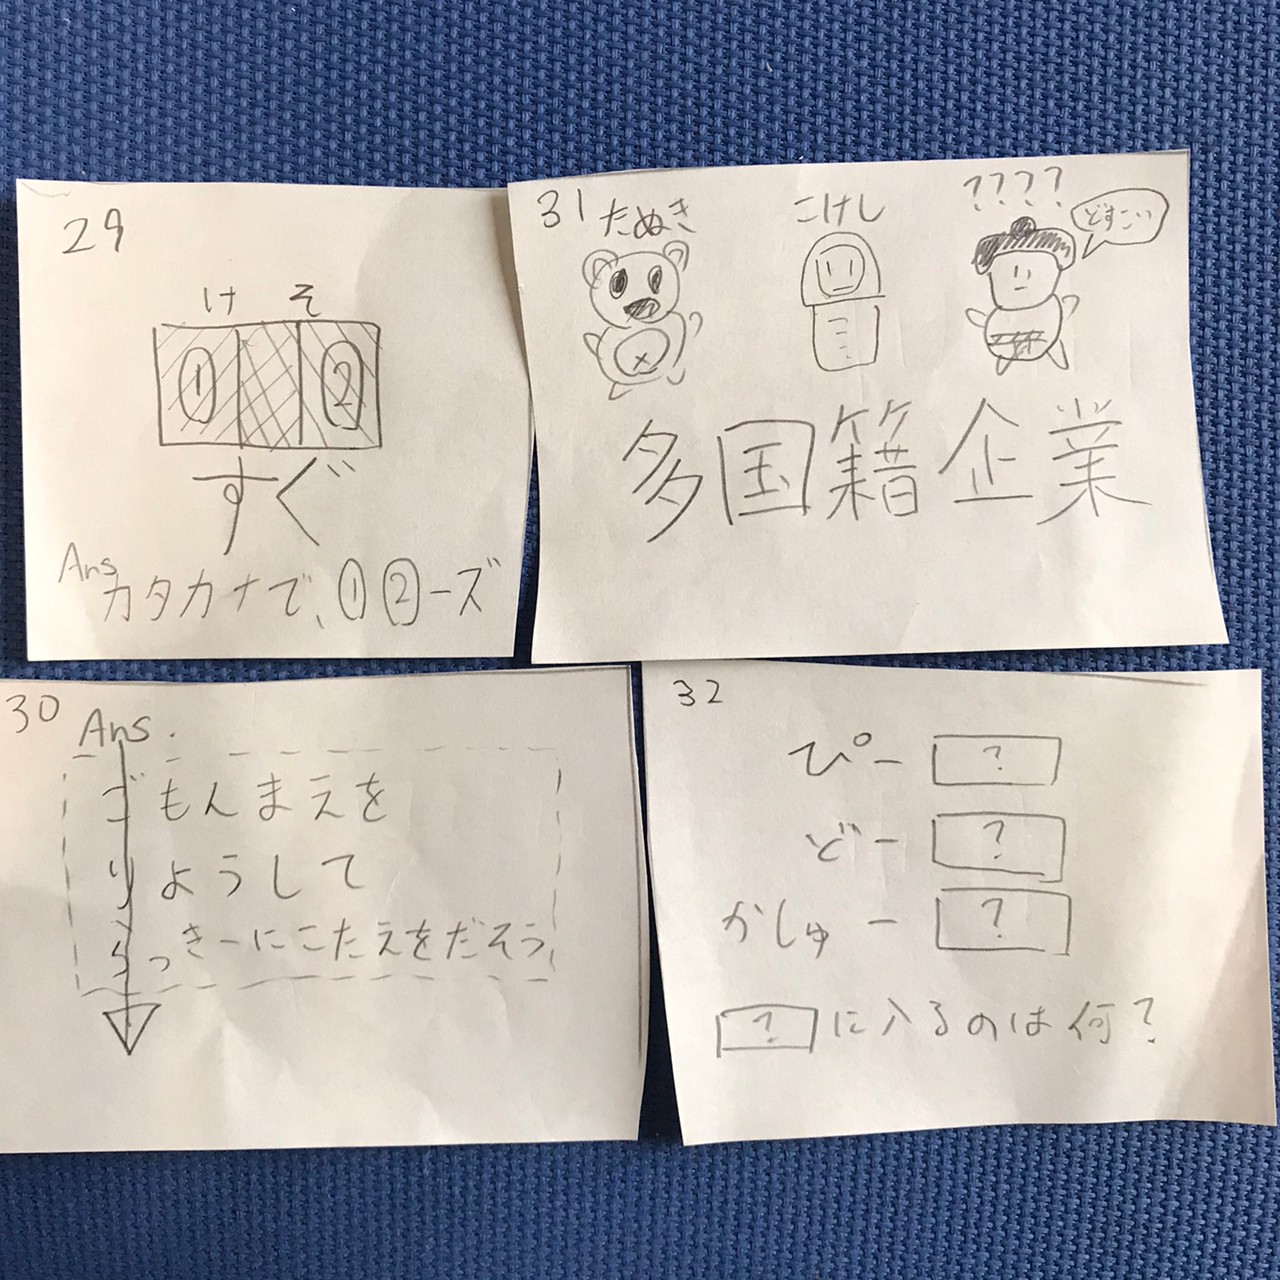 29
け そ
① ②
すぐ
Ans
カタカナで、①②ーズ
31
たぬき こけし ????
どすこい
多国籍企業
30
Ans.
ごもんまえを
りようして
らっきーにこたえをだそう
32
ぴー ?
どー ?
かしゅー ?
?に入るのは何?